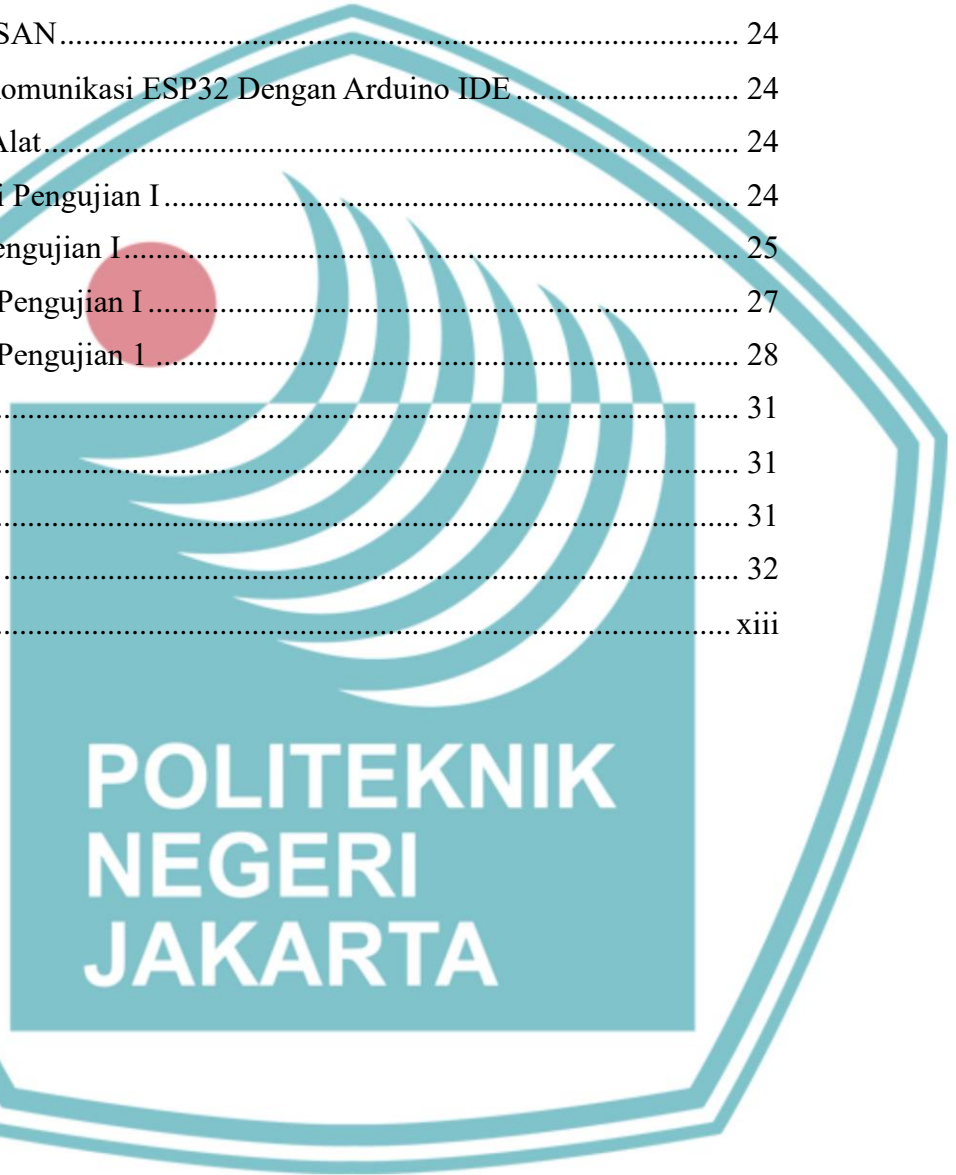 SAN........................................................................................................ 24
omunikasi ESP32 Dengan Arduino IDE.................................. 24
Alat........................................................................................................ 24
i Pengujian I........................................................................................ 24
engujian I............................................................................................. 25
Pengujian I........................................................................................ 27
Pengujian 1....................................................................................... 28
................................................................................................................ 31
................................................................................................................ 31
................................................................................................................ 31
................................................................................................................ 32
............................................................................................................... xiii
POLITEKNIK
NEGERI
JAKARTA